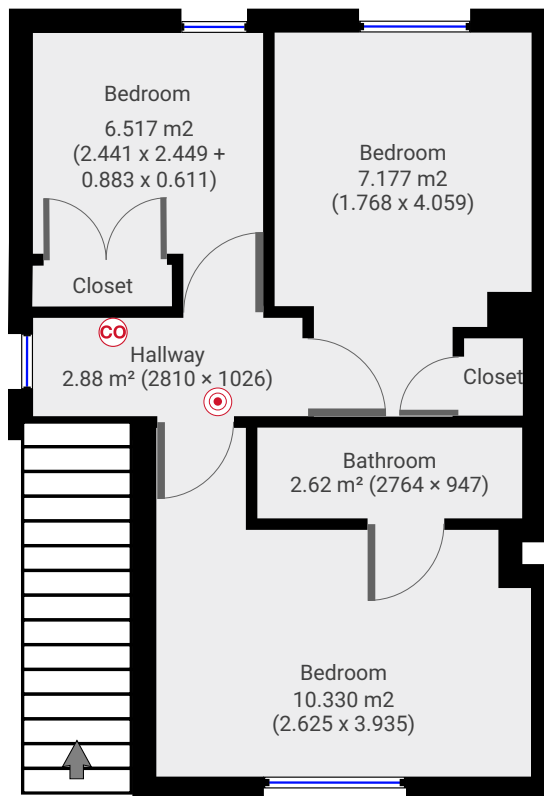 Bedroom
6.517 m2
(2.441 x 2.449 +
0.883 x 0.611)
Bedroom
7.177 m2
(1.768 x 4.059)
Closet
CO
Hallway
2.88 m² (2810 × 1026)
Closet
Bathroom
2.62 m² (2764 × 947)
Bedroom
10.330 m2
(2.625 x 3.935)